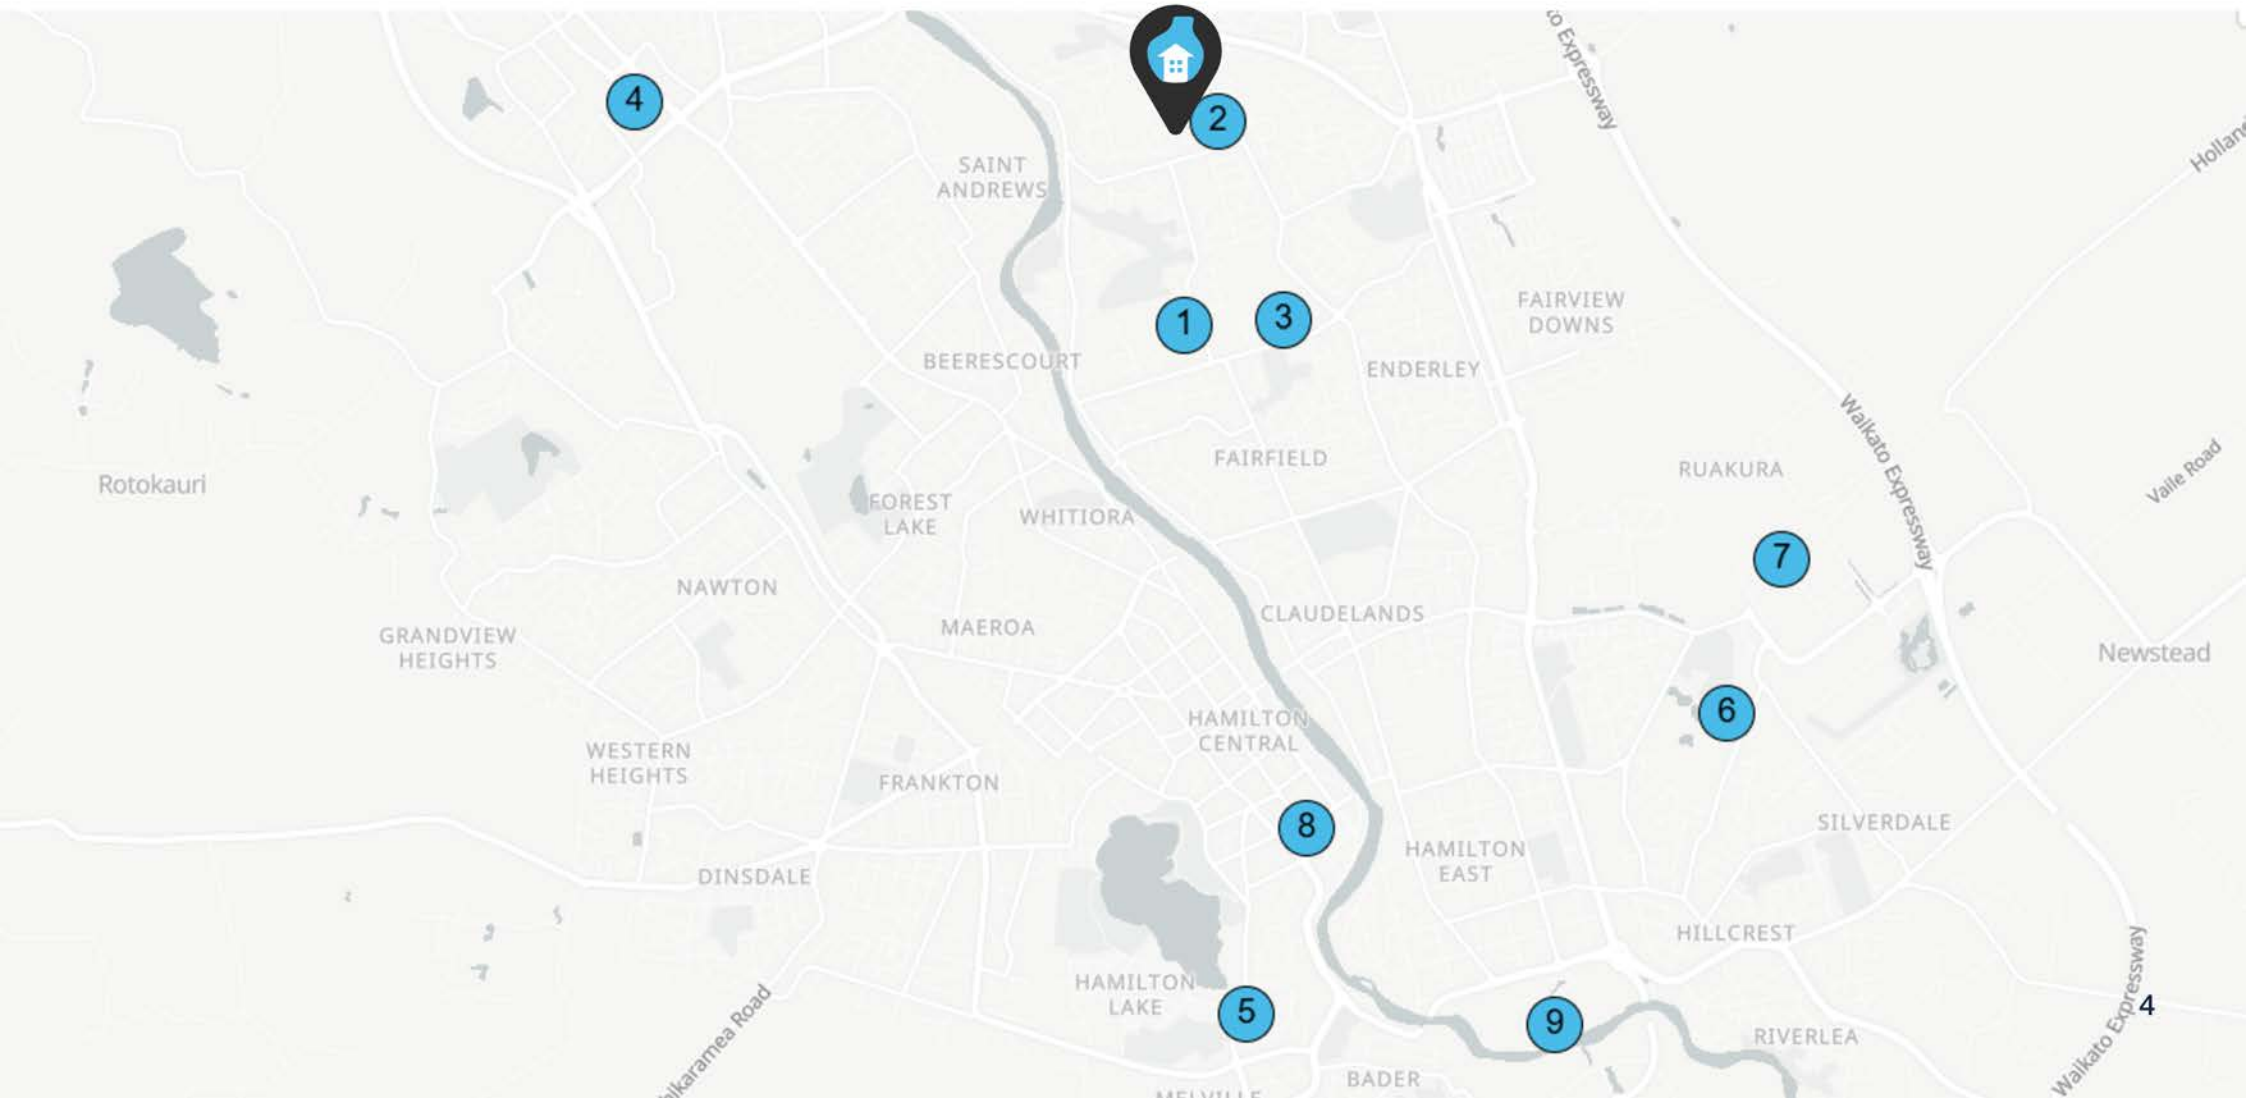 to Expressway
4
2
SAINT
ANDREWS
1
3
FAIRVIEW
DOWNS
BEERESCOURT
ENDERLEY
Waikato Expressway
FAIRFIELD
RUAKURA
Vaile Road
Rotokauri
FOREST
LAKE
WHITIORA
7
NAWTON
CLAUDELANDS
MAEROA
GRANDVIEW
HEIGHTS
Newstead
6
HAMILTON
CENTRAL
WESTERN
HEIGHTS
FRANKTON
8
SILVERDALE
HAMILTON
EAST
DINSDALE
HILLCREST
HAMILTON
LAKE
5
9
4
RIVERLEA
Waikato Expressway
BADER